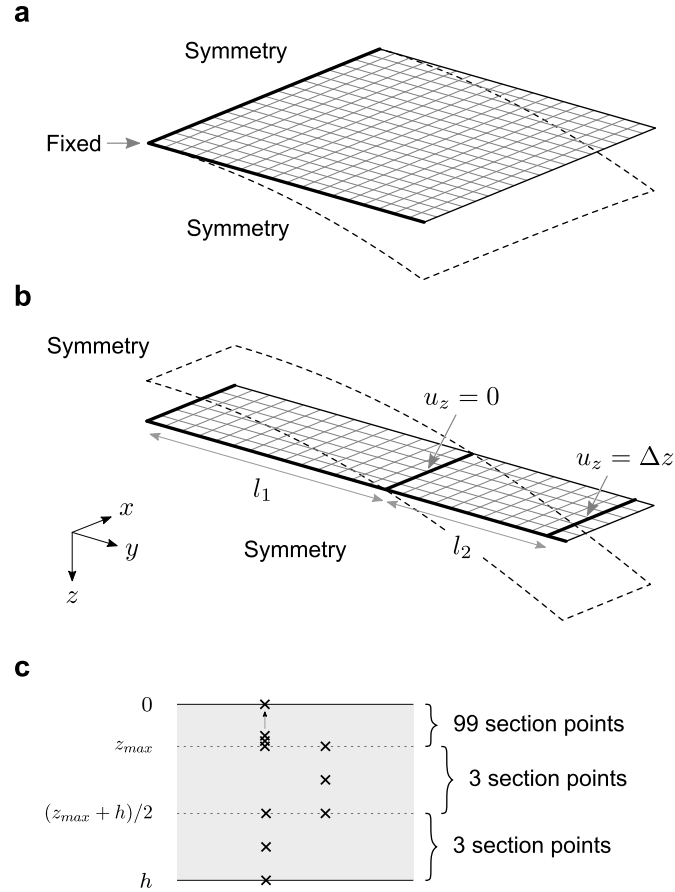 a
Symmetry
Fixed
Symmetry
b
Symmetry
u_z = 0
u_z = Δz
l_1
x
y
Symmetry
l_2
z
c
0
99 section points
z_max
3 section points
(z_max + h)/2
3 section points
h